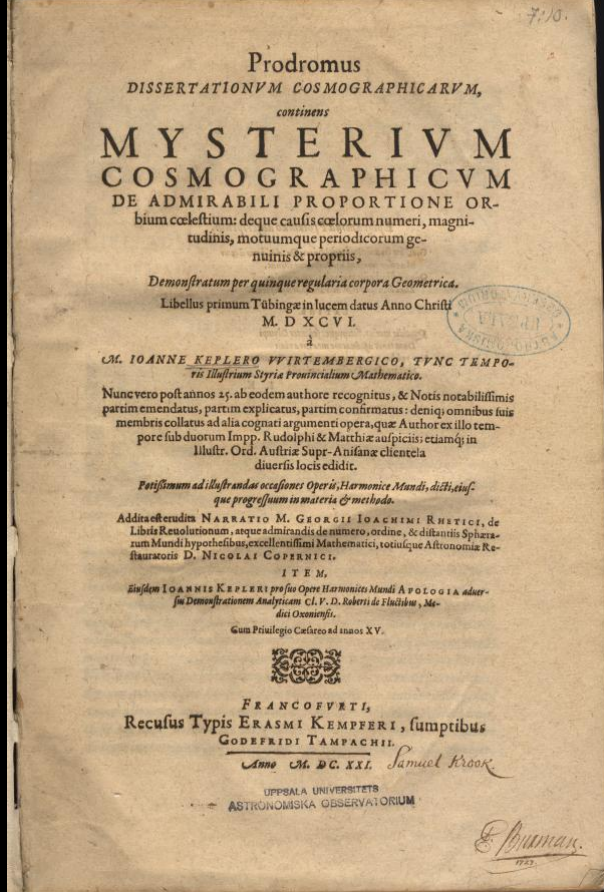 7:10.
Prodromus
DISSERTATIONVM COSMOGRAPHICARVM,
continens
MYSTERIVM
COSMOGRAPHICVM
DE ADMIRABILI PROPORTIONE OR-
bium cœlestium: deque causis cœlorum numeri, magni-
tudinis, motuumque periodicorum ge-
nuinis & propriis,
Demonstratum per quinque regularia corpora Geometrica.
Libellus primum Tübingæ in lucem datus Anno Christi
M. D XCVI.
à
M. IOANNE KEPLERO VVIRTEMBERGICO, TVNC TEMPO-
ris Illustrium Styriæ Prouincialium Mathematico.
Nunc vero post annos 25. ab eodem authore recognitus, & Notis notabilissimis
partim emendatus, partim explicatus, partim confirmatus: deniq; omnibus suis
membris collatus ad alia cognati argumenti opera, quæ Author ex illo tem-
pore sub duorum Impp. Rudolphi & Matthiæ auspiciis; etiamq; in
Illustr. Ord. Austriæ Supr-Anisanæ clientela
diuersis locis edidit.
Potissimum ad illustrandas occasiones Operis, Harmonice Mundi, dicti, eius-
que progressuum in materia & methodo.
Addita est erudita NARRATIO M. GEORGII IOACHIMI RHETICI, de
Libris Reuolutionum, atque admirandis de numero, ordine, & distantiis Sphæra-
rum Mundi hypothesibus, excellentissimi Mathematici, totiusque Astronomiæ Re-
stauratoris D. NICOLAI COPERNICI.
ITEM,
Eiusdem IOANNIS KEPLERI pro suo Opere Harmonices Mundi APOLOGIA aduer-
sus Demonstrationem Analyticam Cl. V. D. Roberti de Fluctibus, Me-
dici Oxoniensis.
Cum Priuilegio Cæsareo ad annos XV.
FRANCOFVRTI,
Recusus Typis ERASMI KEMPFERI, sumptibus
GODEFRIDI TAMPACHII.
Anno M. DC. XXI.
Samuel Krook
UPPSALA UNIVERSITETS
ASTRONOMISKA OBSERVATORIUM
E. Burman.